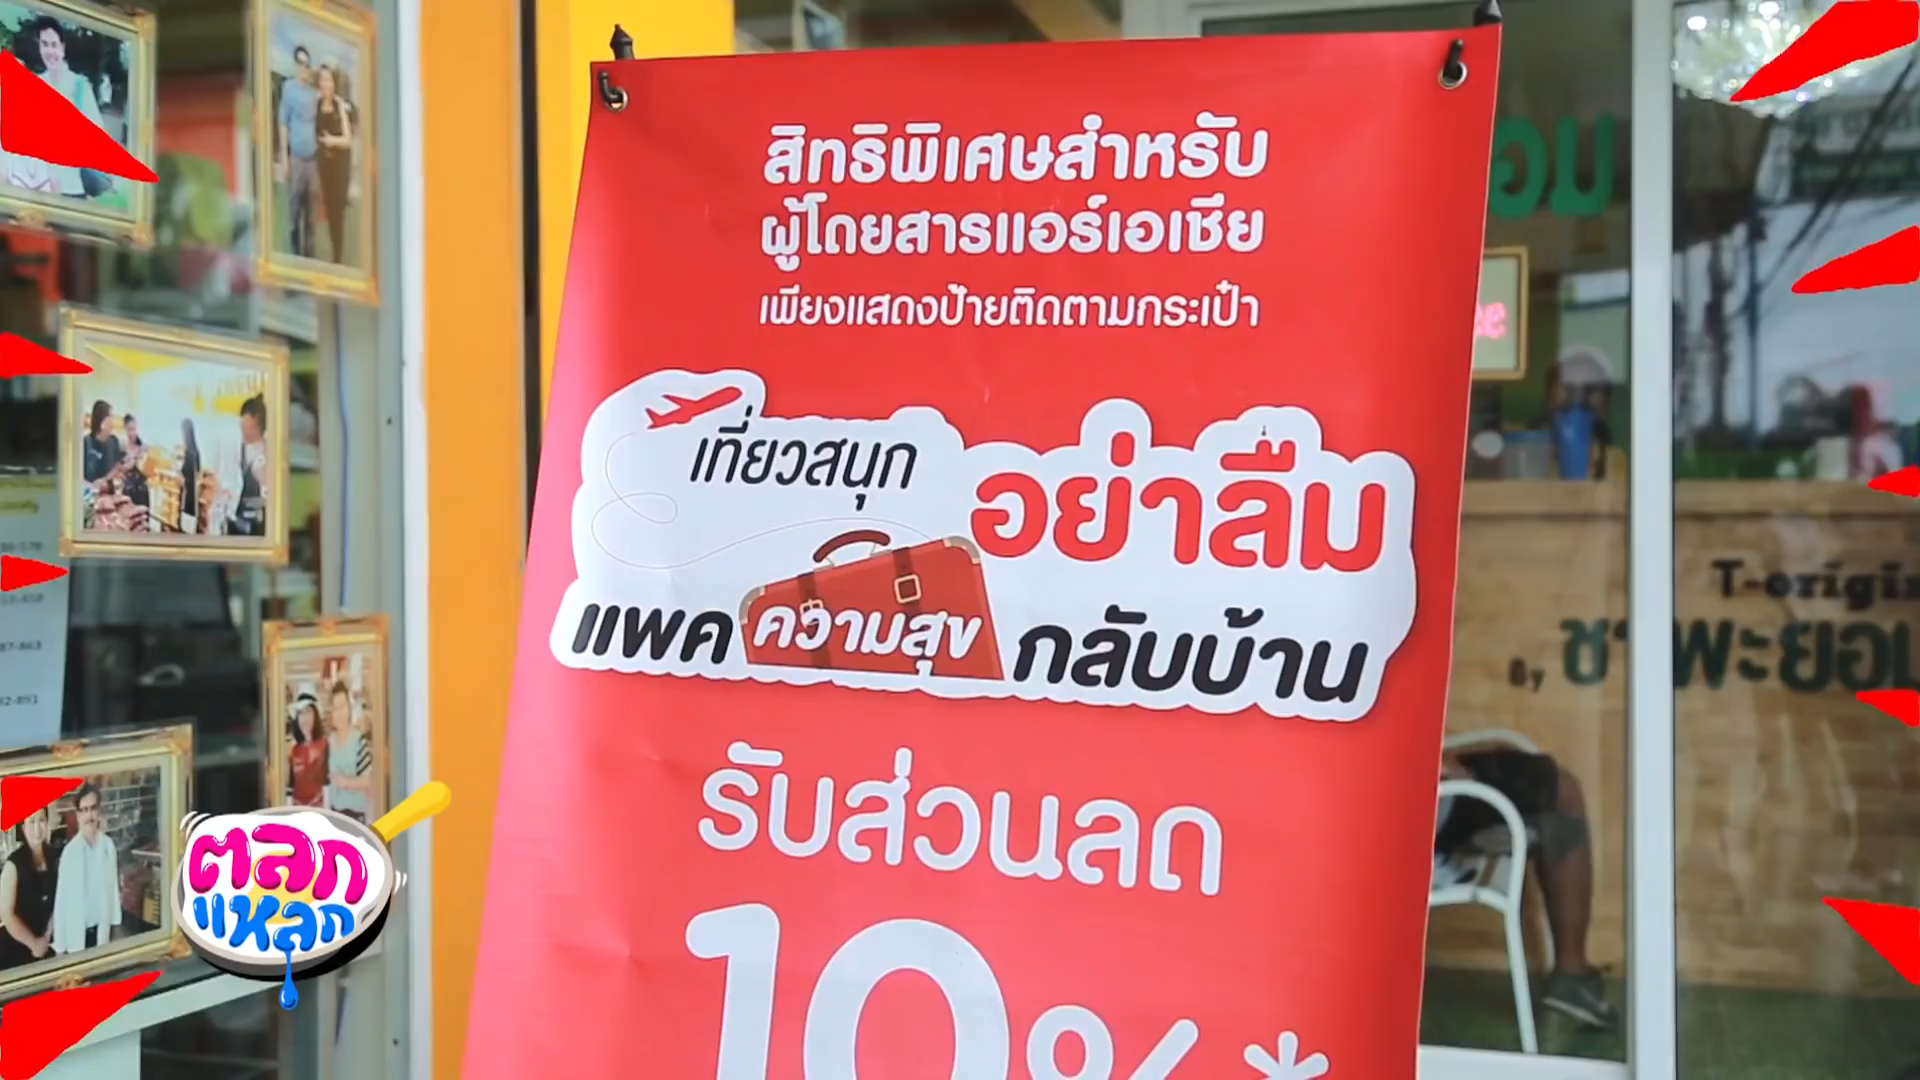 สิทธิพิเศษสำหรับ
ผู้โดยสารแอร์เอเชีย
เพียงแสดงป้ายติดตามกระเป๋า
เที่ยวสนุก อย่าลืม
แพคความสุขกลับบ้าน
รับส่วนลด
10%*
T-origin
By ชาพะยอม
ตลก
แหลก